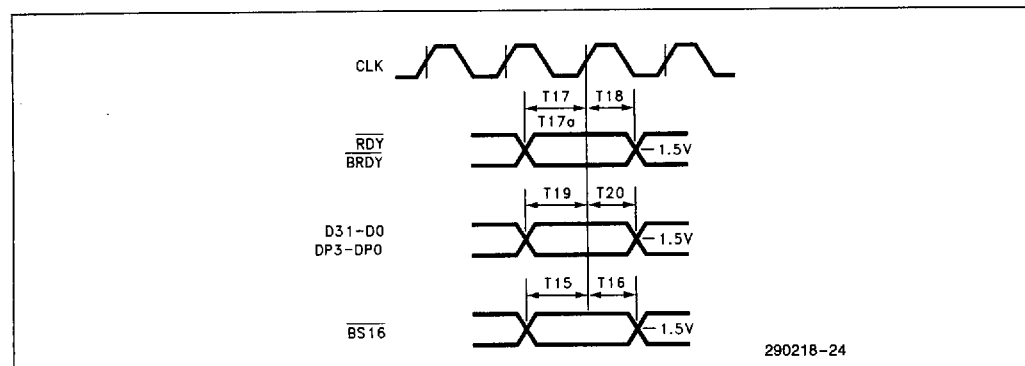 CLK
T17 T18
T17a
RDY
BRDY
1.5V
T19 T20
D31-D0
DP3-DP0
1.5V
T15 T16
BS16
1.5V
290218-24